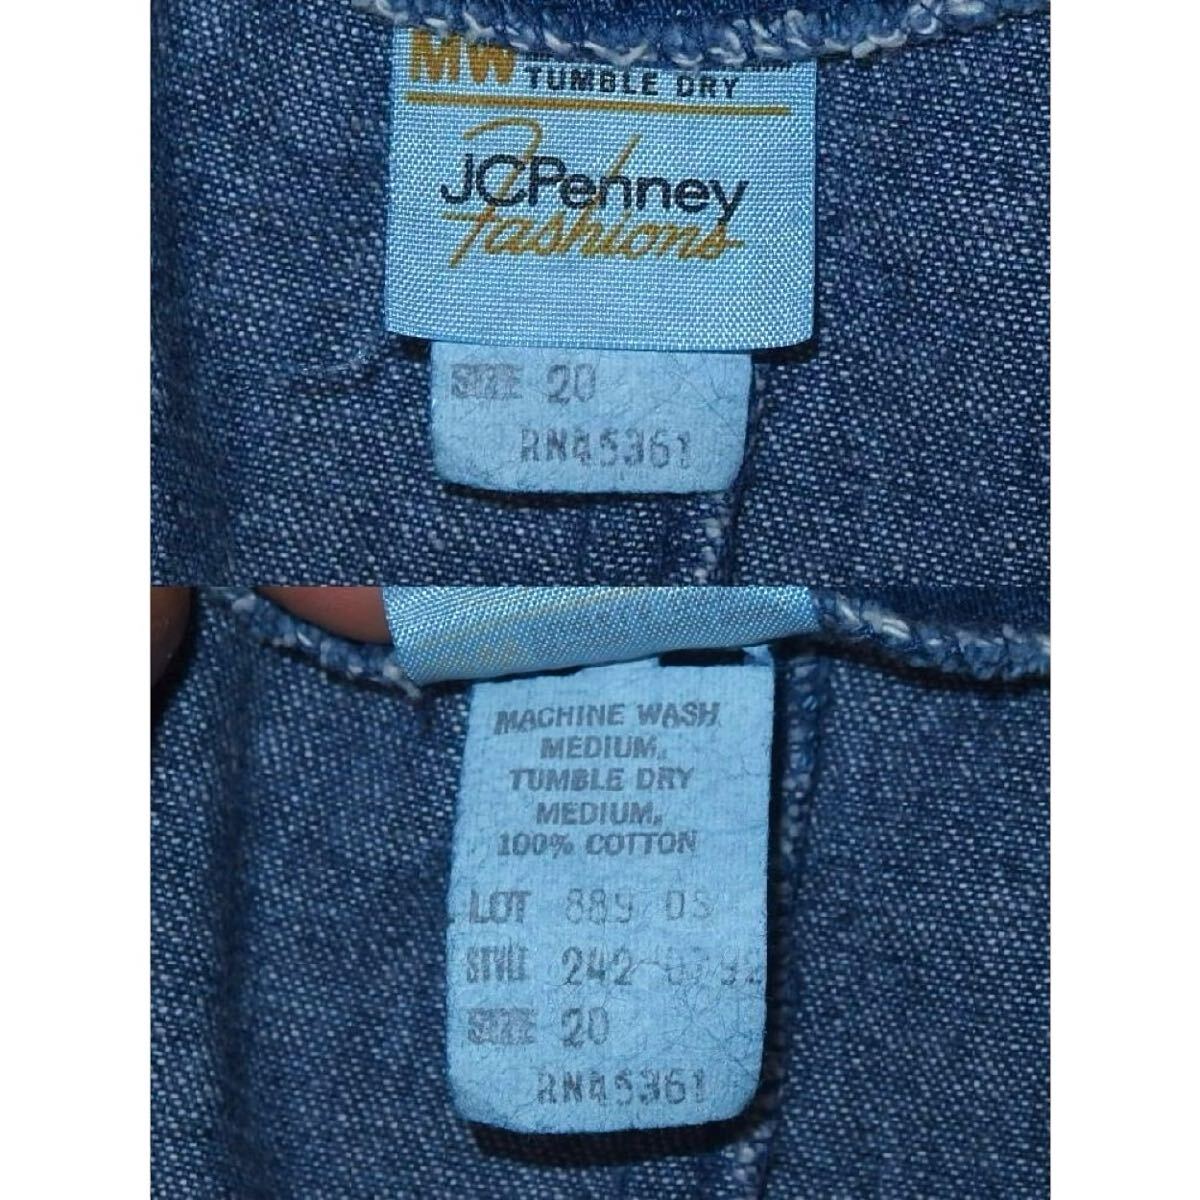 MW
TUMBLE DRY
JCPenney
fashions
SIZE 20
RN45361
MACHINE WASH
MEDIUM.
TUMBLE DRY
MEDIUM.
100% COTTON
LOT 889 03
STYLE 242
SIZE 20
RN45361